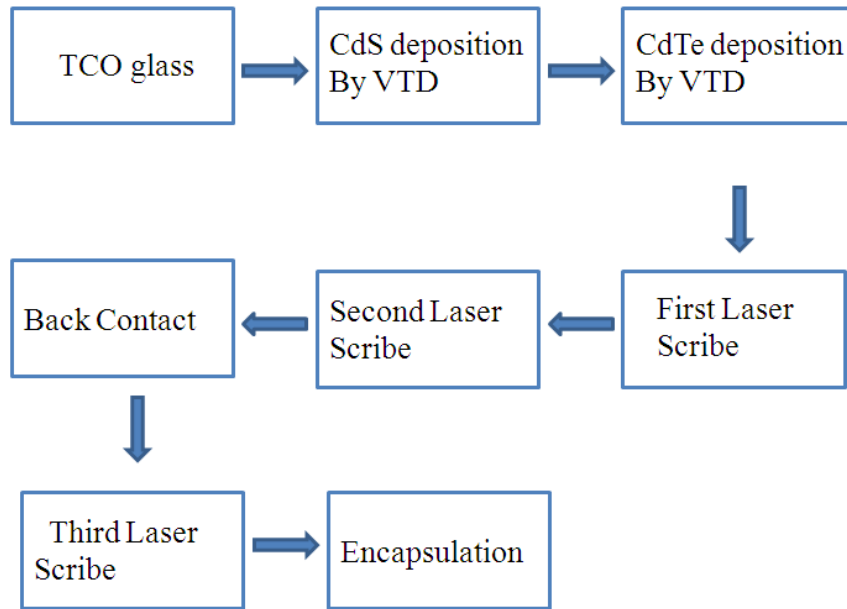 TCO glass
CdS deposition
By VTD
CdTe deposition
By VTD
First Laser
Scribe
Second Laser
Scribe
Back Contact
Third Laser
Scribe
Encapsulation